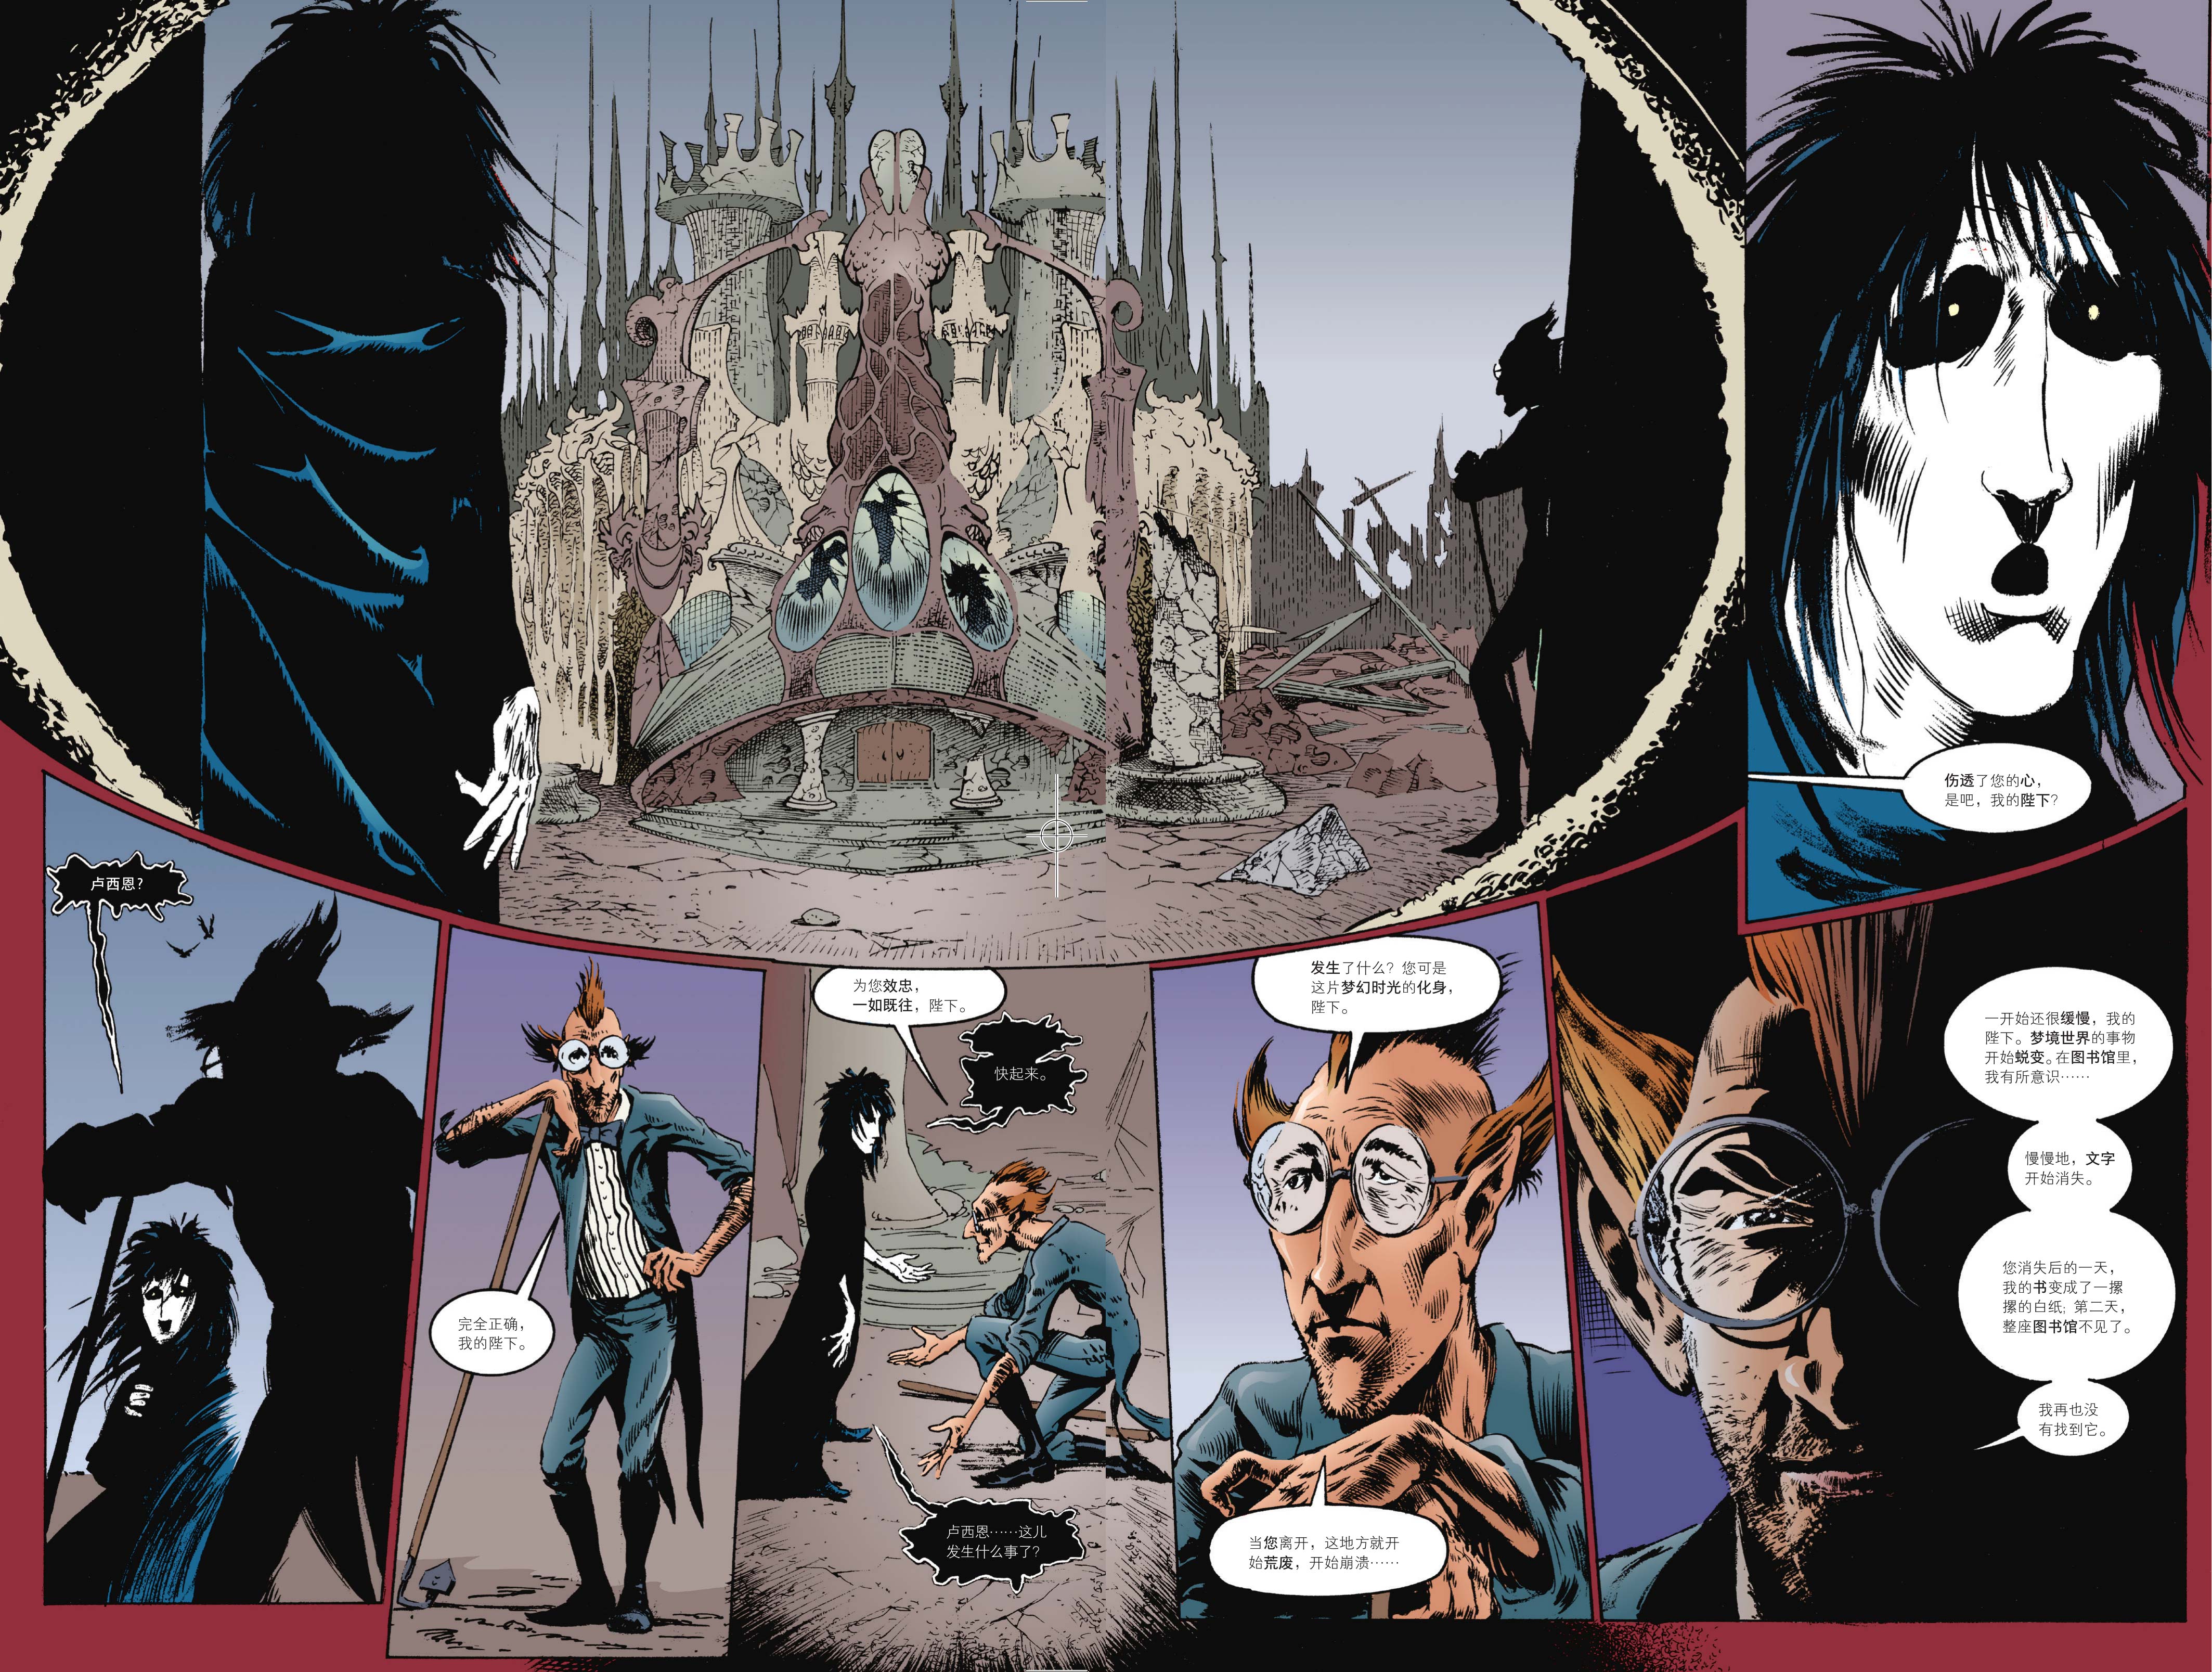 伤透了您的心，
是吧，我的陛下？
卢西恩？
完全正确，
我的陛下。
为您效忠，
一如既往，陛下。
快起来。
卢西恩……这儿
发生什么事了？
发生了什么？您可是
这片梦幻时光的化身，
陛下。
当您离开，这地方就开
始荒废，开始崩溃……
一开始还很缓慢，我的
陛下。梦境世界的事物
开始蜕变。在图书馆里，
我有所意识……
慢慢地，文字
开始消失。
您消失后的一天，
我的书变成了一摞
摞的白纸；第二天，
整座图书馆不见了。
我再也没
有找到它。